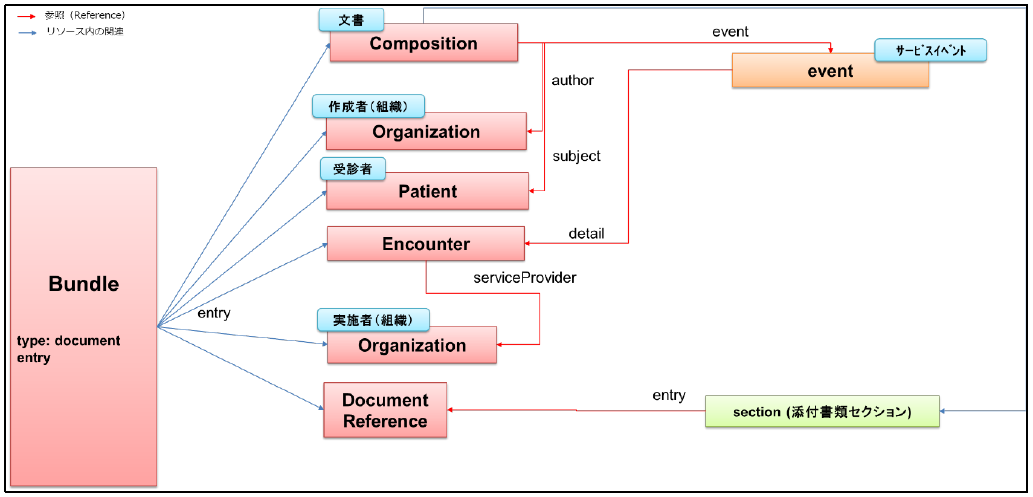 参照（Reference）
リソース内の関連
文書
Composition
event
サービスイベント
event
author
作成者（組織）
Organization
subject
受診者
Patient
detail
Encounter
serviceProvider
Bundle
type: document
entry
entry
実施者（組織）
Organization
Document
Reference
entry
section (添付書類セクション)